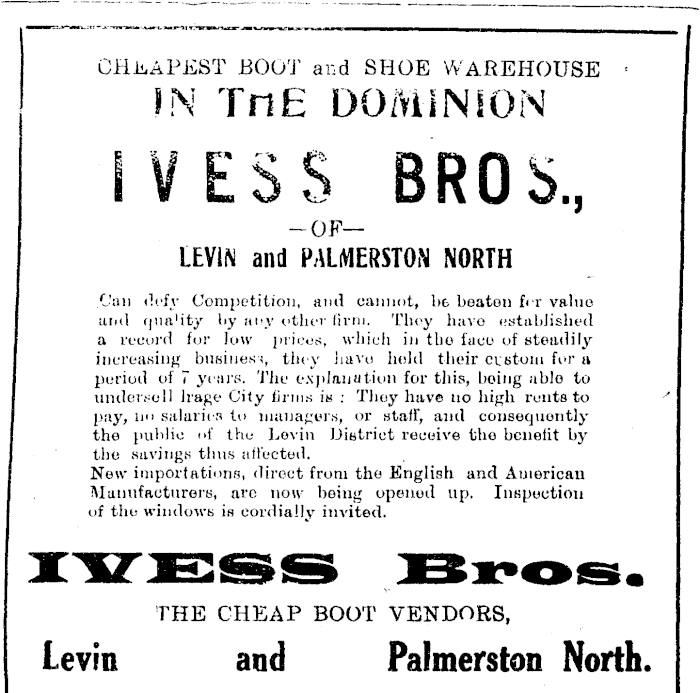 CHEAPEST BOOT and SHOE WAREHOUSE
IN THE DOMINION
IVESS BROS.,
—OF—
LEVIN and PALMERSTON NORTH
Can defy Competition, and cannot, be beaten for value
and quality by any other firm. They have established
a record for low prices, which in the face of steadily
increasing business, they have held their custom for a
period of 7 years. The explanation for this, being able to
undersell lrage City firms is : They have no high rents to
pay, no salaries to managers, or staff, and consequently
the public of the Levin District receive the benefit by
the savings thus affected.
New importations, direct from the English and American
Manufacturers, are now being opened up. Inspection
of the windows is cordially invited.
IVESS Bros.
THE CHEAP BOOT VENDORS,
Levin and Palmerston North.